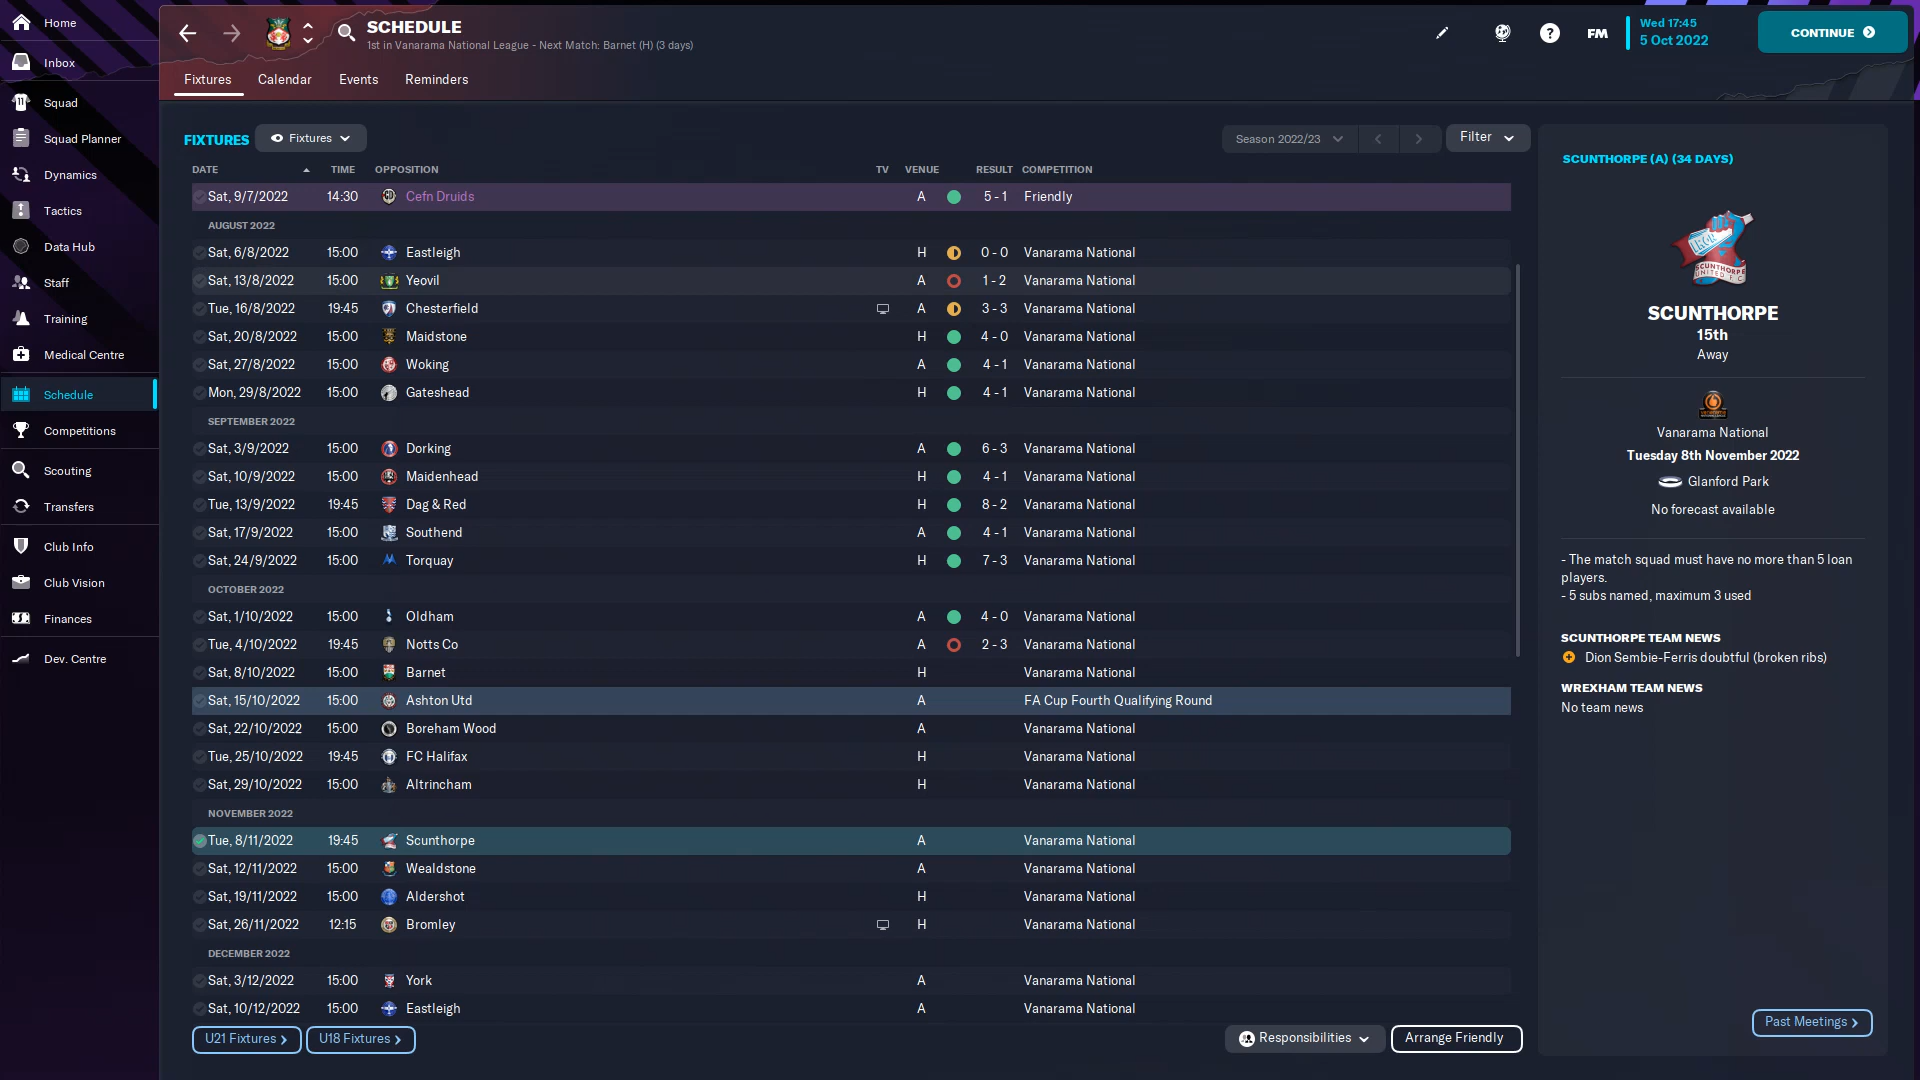 Home
Inbox
Squad
Squad Planner
Dynamics
Tactics
Data Hub
Staff
Training
Medical Centre
Schedule
Competitions
Scouting
Transfers
Club Info
Club Vision
Finances
Dev. Centre
SCHEDULE
1st in Vanarama National League - Next Match: Barnet (H) (3 days)
? FM Wed 17:45
5 Oct 2022
CONTINUE
Fixtures Calendar Events Reminders
FIXTURES Fixtures Season 2022/23 Filter
DATE TIME OPPOSITION TV VENUE RESULT COMPETITION
Sat, 9/7/2022 14:30 Cefn Druids A 5 - 1 Friendly
AUGUST 2022
Sat, 6/8/2022 15:00 Eastleigh H 0 - 0 Vanarama National
Sat, 13/8/2022 15:00 Yeovil A 1 - 2 Vanarama National
Tue, 16/8/2022 19:45 Chesterfield A 3 - 3 Vanarama National
Sat, 20/8/2022 15:00 Maidstone H 4 - 0 Vanarama National
Sat, 27/8/2022 15:00 Woking A 4 - 1 Vanarama National
Mon, 29/8/2022 15:00 Gateshead H 4 - 1 Vanarama National
SEPTEMBER 2022
Sat, 3/9/2022 15:00 Dorking A 6 - 3 Vanarama National
Sat, 10/9/2022 15:00 Maidenhead H 4 - 1 Vanarama National
Tue, 13/9/2022 19:45 Dag & Red H 8 - 2 Vanarama National
Sat, 17/9/2022 15:00 Southend A 4 - 1 Vanarama National
Sat, 24/9/2022 15:00 Torquay H 7 - 3 Vanarama National
OCTOBER 2022
Sat, 1/10/2022 15:00 Oldham A 4 - 0 Vanarama National
Tue, 4/10/2022 19:45 Notts Co A 2 - 3 Vanarama National
Sat, 8/10/2022 15:00 Barnet H Vanarama National
Sat, 15/10/2022 15:00 Ashton Utd A FA Cup Fourth Qualifying Round
Sat, 22/10/2022 15:00 Boreham Wood A Vanarama National
Tue, 25/10/2022 19:45 FC Halifax H Vanarama National
Sat, 29/10/2022 15:00 Altrincham H Vanarama National
NOVEMBER 2022
Tue, 8/11/2022 19:45 Scunthorpe A Vanarama National
Sat, 12/11/2022 15:00 Wealdstone A Vanarama National
Sat, 19/11/2022 15:00 Aldershot H Vanarama National
Sat, 26/11/2022 12:15 Bromley H Vanarama National
DECEMBER 2022
Sat, 3/12/2022 15:00 York A Vanarama National
Sat, 10/12/2022 15:00 Eastleigh A Vanarama National
U21 Fixtures U18 Fixtures Responsibilities Arrange Friendly
SCUNTHORPE (A) (34 DAYS)
IRON
SCUNTHORPE
UNITED F C
SCUNTHORPE
15th
Away
Vanarama National
Tuesday 8th November 2022
Glanford Park
No forecast available
- The match squad must have no more than 5 loan
players.
- 5 subs named, maximum 3 used
SCUNTHORPE TEAM NEWS
Dion Sembie-Ferris doubtful (broken ribs)
WREXHAM TEAM NEWS
No team news
Past Meetings